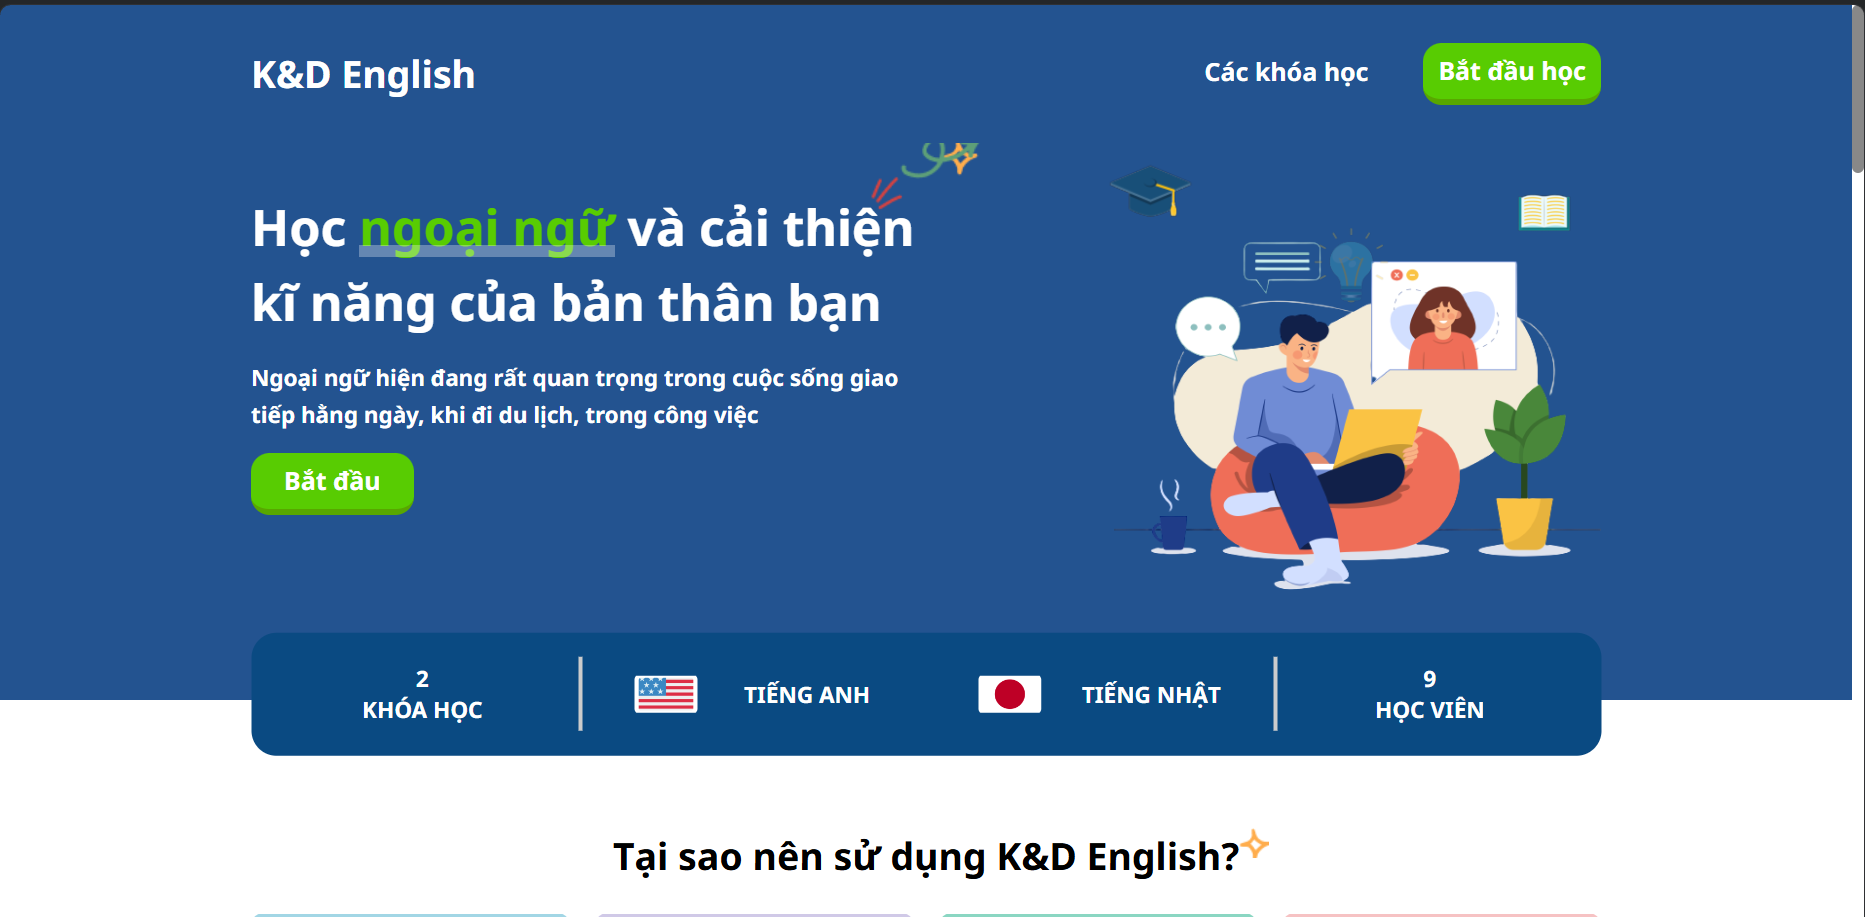 K&D English
Các khóa học
Bắt đầu học
Học ngoại ngữ và cải thiện
kĩ năng của bản thân bạn
Ngoại ngữ hiện đang rất quan trọng trong cuộc sống giao
tiếp hằng ngày, khi đi du lịch, trong công việc
Bắt đầu
2
KHÓA HỌC
TIẾNG ANH
TIẾNG NHẬT
9
HỌC VIÊN
Tại sao nên sử dụng K&D English?